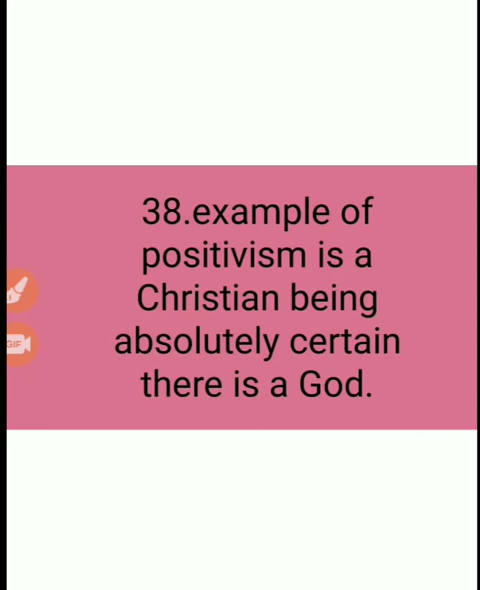 38.example of
positivism is a
Christian being
absolutely certain
there is a God.
GIF